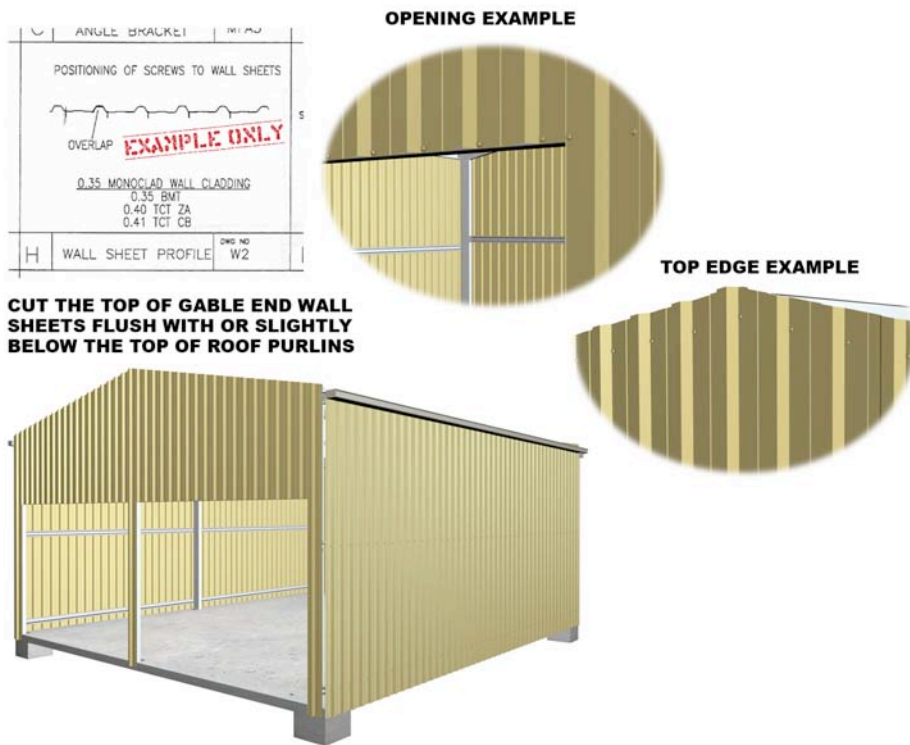 OPENING EXAMPLE
C ANGLE BRACKET
POSITIONING OF SCREWS TO WALL SHEETS
OVERLAP
EXAMPLE ONLY
0.35 MONOCLAD WALL CLADDING
0.35 BMT
0.40 TCT ZA
0.41 TCT CB
H WALL SHEET PROFILE DWG NO W2
TOP EDGE EXAMPLE
CUT THE TOP OF GABLE END WALL
SHEETS FLUSH WITH OR SLIGHTLY
BELOW THE TOP OF ROOF PURLINS